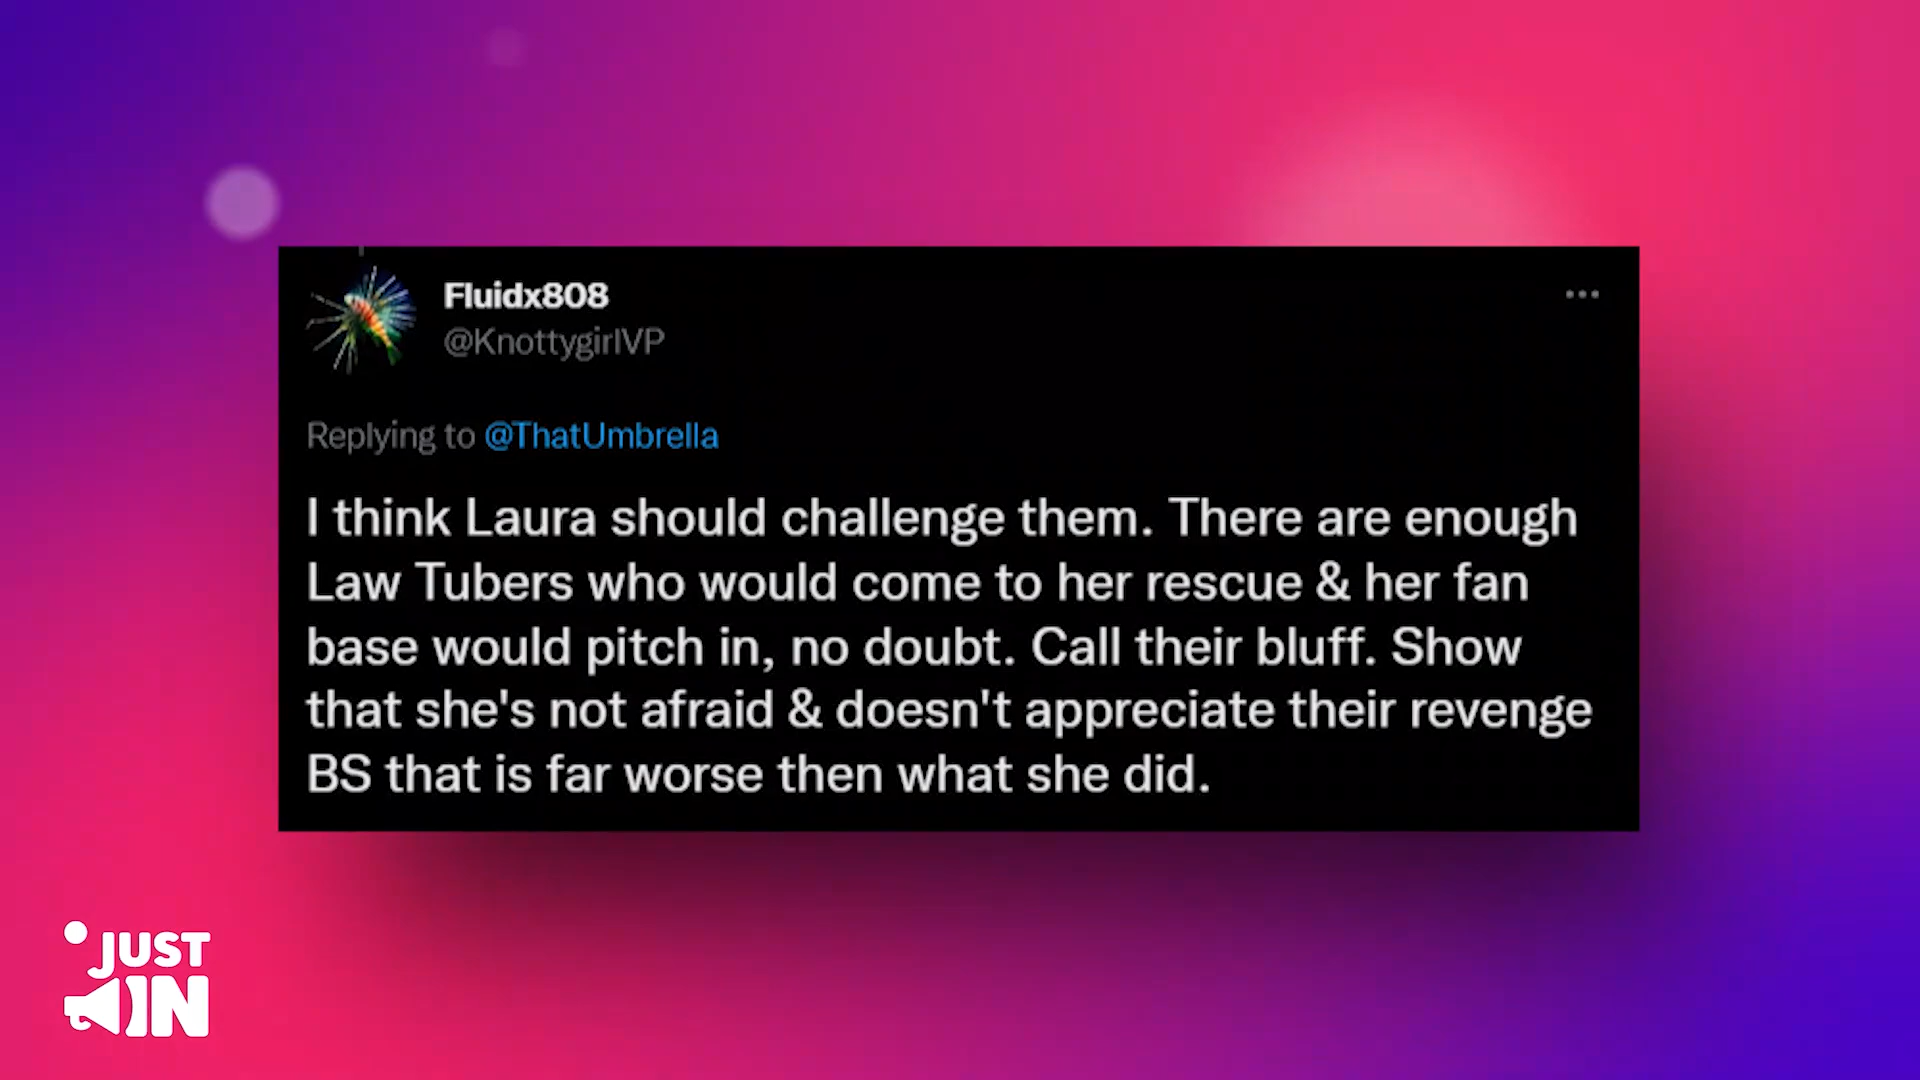 Fluidx808
@KnottygirlVP
Replying to @ThatUmbrella
I think Laura should challenge them. There are enough
Law Tubers who would come to her rescue & her fan
base would pitch in, no doubt. Call their bluff. Show
that she's not afraid & doesn't appreciate their revenge
BS that is far worse then what she did.
JUST
IN